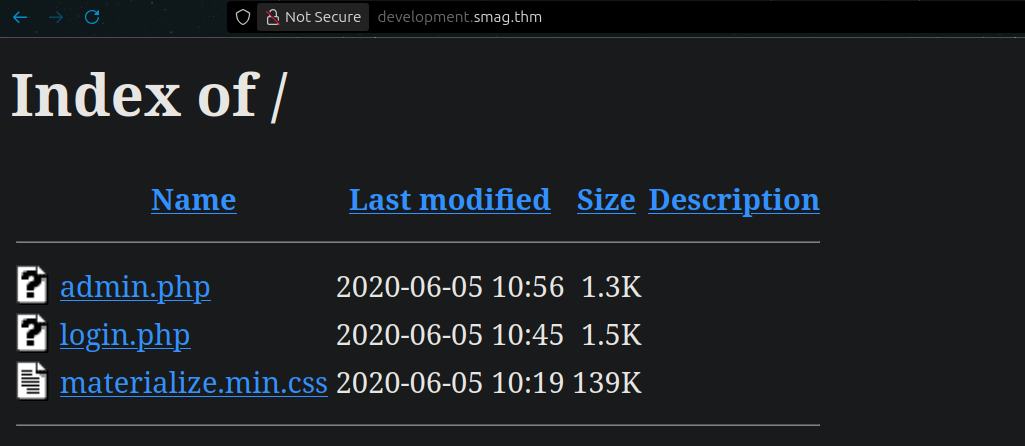 Not Secure development.smag.thm
Index of /
Name Last modified Size Description
admin.php 2020-06-05 10:56 1.3K
login.php 2020-06-05 10:45 1.5K
materialize.min.css 2020-06-05 10:19 139K